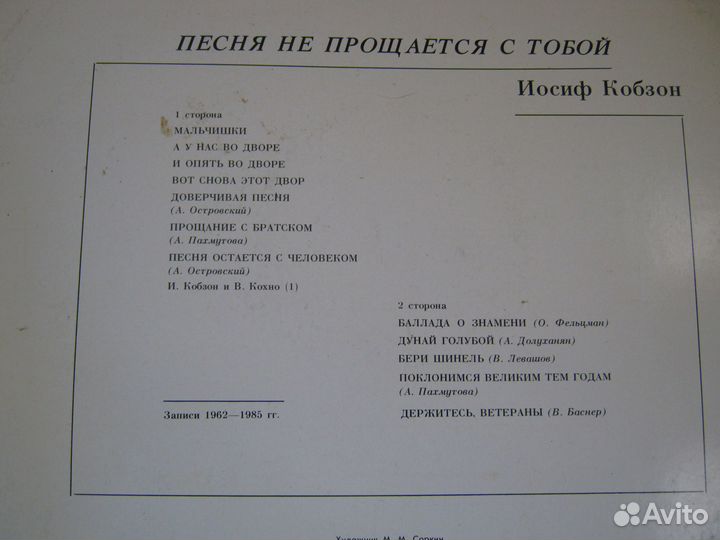 ПЕСНЯ НЕ ПРОЩАЕТСЯ С ТОБОЙ
Иосиф Кобзон
1 сторона
МАЛЬЧИШКИ
А У НАС ВО ДВОРЕ
И ОПЯТЬ ВО ДВОРЕ
ВОТ СНОВА ЭТОТ ДВОР
ДОВЕРЧИВАЯ ПЕСНЯ
(А. Островский)
ПРОЩАНИЕ С БРАТСКОМ
(А. Пахмутова)
ПЕСНЯ ОСТАЕТСЯ С ЧЕЛОВЕКОМ
(А. Островский)
И. Кобзон и В. Кохно (1)
2 сторона
БАЛЛАДА О ЗНАМЕНИ (О. Фельцман)
ДУНАЙ ГОЛУБОЙ (А. Долуханян)
БЕРИ ШИНЕЛЬ (В. Левашов)
ПОКЛОНИМСЯ ВЕЛИКИМ ТЕМ ГОДАМ
(А. Пахмутова)
ДЕРЖИТЕСЬ, ВЕТЕРАНЫ (В. Баснер)
Записи 1962—1985 гг.
Художник М. М. Соркин
Avito